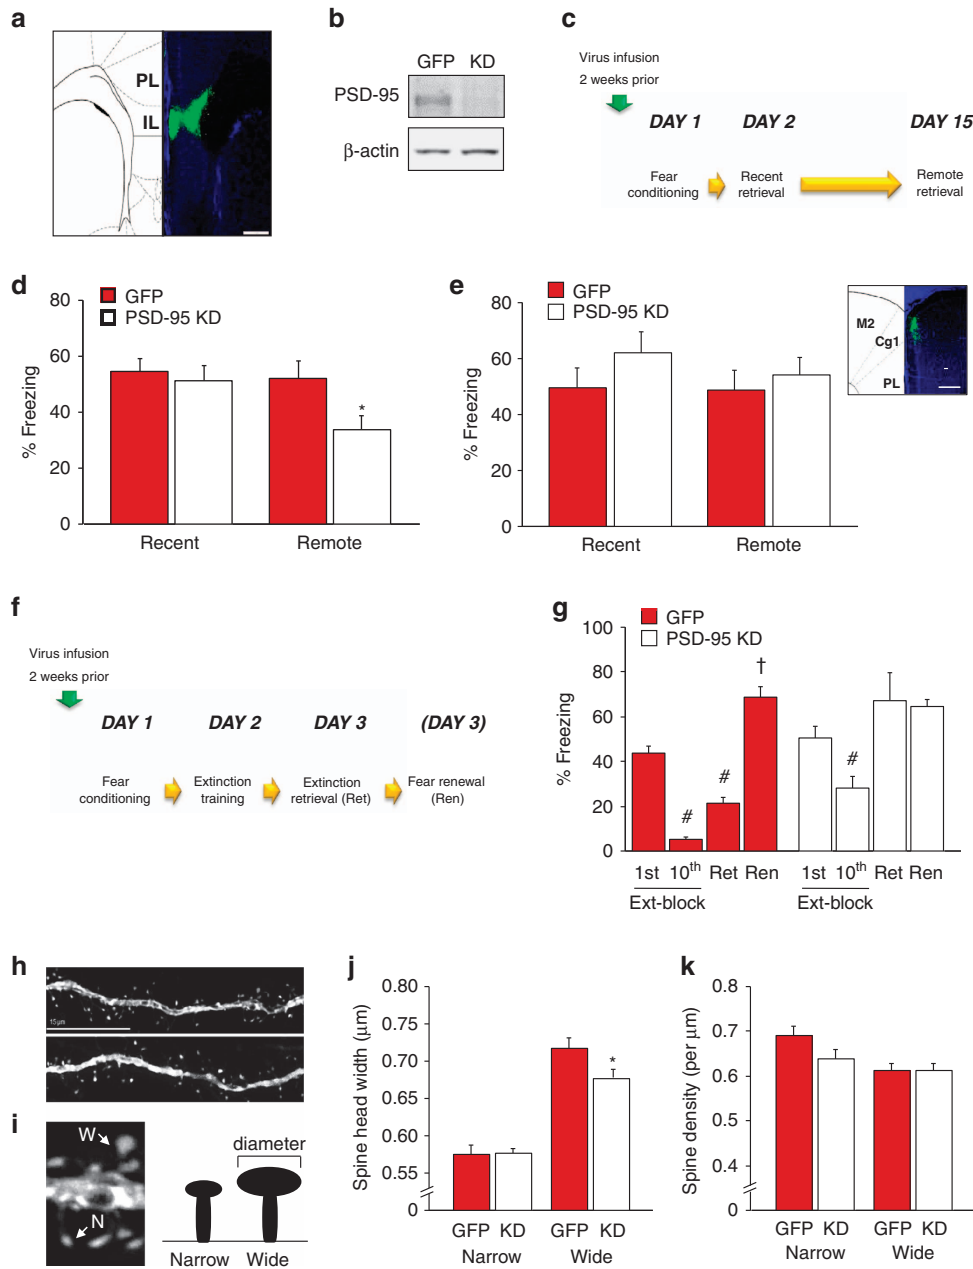 a
PL
IL
b
GFP KD
PSD-95
β-actin
c
Virus infusion
2 weeks prior
DAY 1 DAY 2 DAY 15
Fear conditioning
Recent retrieval
Remote retrieval
d
GFP
PSD-95 KD
% Freezing
80
60
40
20
0
*
Recent Remote
e
GFP
PSD-95 KD
% Freezing
80
60
40
20
0
Recent Remote
M2
Cg1
PL
f
Virus infusion
2 weeks prior
DAY 1 DAY 2 DAY 3 (DAY 3)
Fear conditioning
Extinction training
Extinction retrieval (Ret)
Fear renewal (Ren)
g
GFP
PSD-95 KD
% Freezing
100
80
60
40
20
0
# # † #
1st 10th Ret Ren 1st 10th Ret Ren
Ext-block Ext-block
h
15µm
i
W
N
diameter
Narrow Wide
j
Spine head width (µm)
0.80
0.75
0.70
0.65
0.60
0.55
0
*
GFP KD GFP KD
Narrow Wide
k
Spine density (per µm)
0.8
0.7
0.6
0.2
0.4
0
GFP KD GFP KD
Narrow Wide